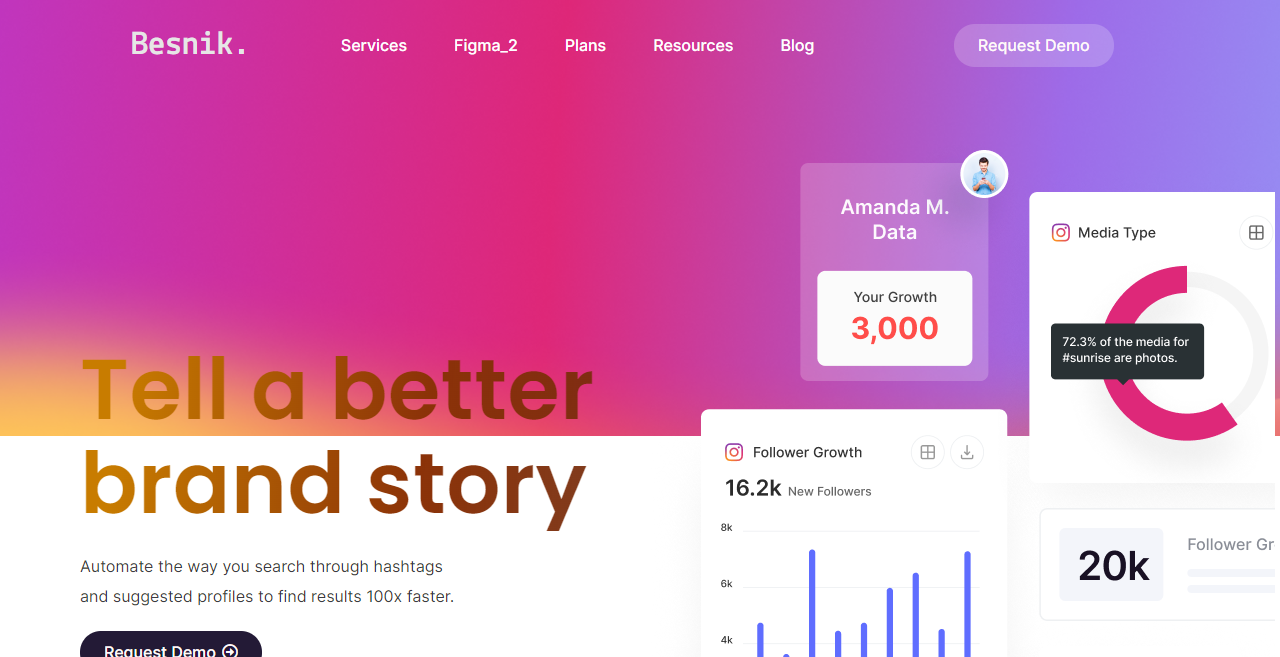 Besnik.
Services
Figma_2
Plans
Resources
Blog
Request Demo
Tell a better
brand story
Automate the way you search through hashtags
and suggested profiles to find results 100x faster.
Request Demo
Amanda M.
Data
Your Growth
3,000
Media Type
72.3% of the media for
#sunrise are photos.
Follower Growth
16.2k New Followers
8k
6k
4k
20k
Follower Gr